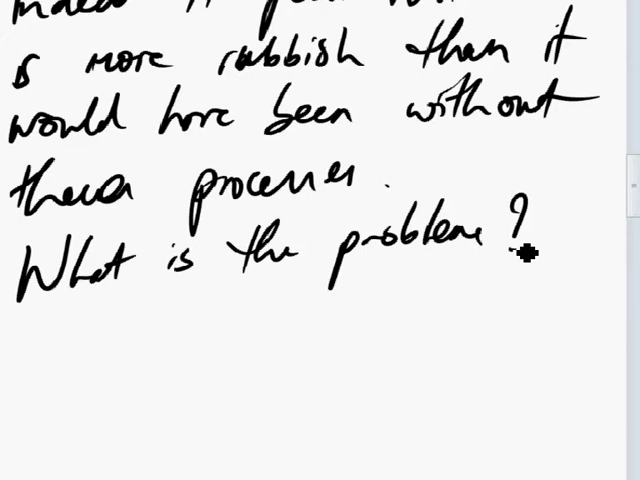 is more rubbish than it
would have been without
these processes.
What is the problem?